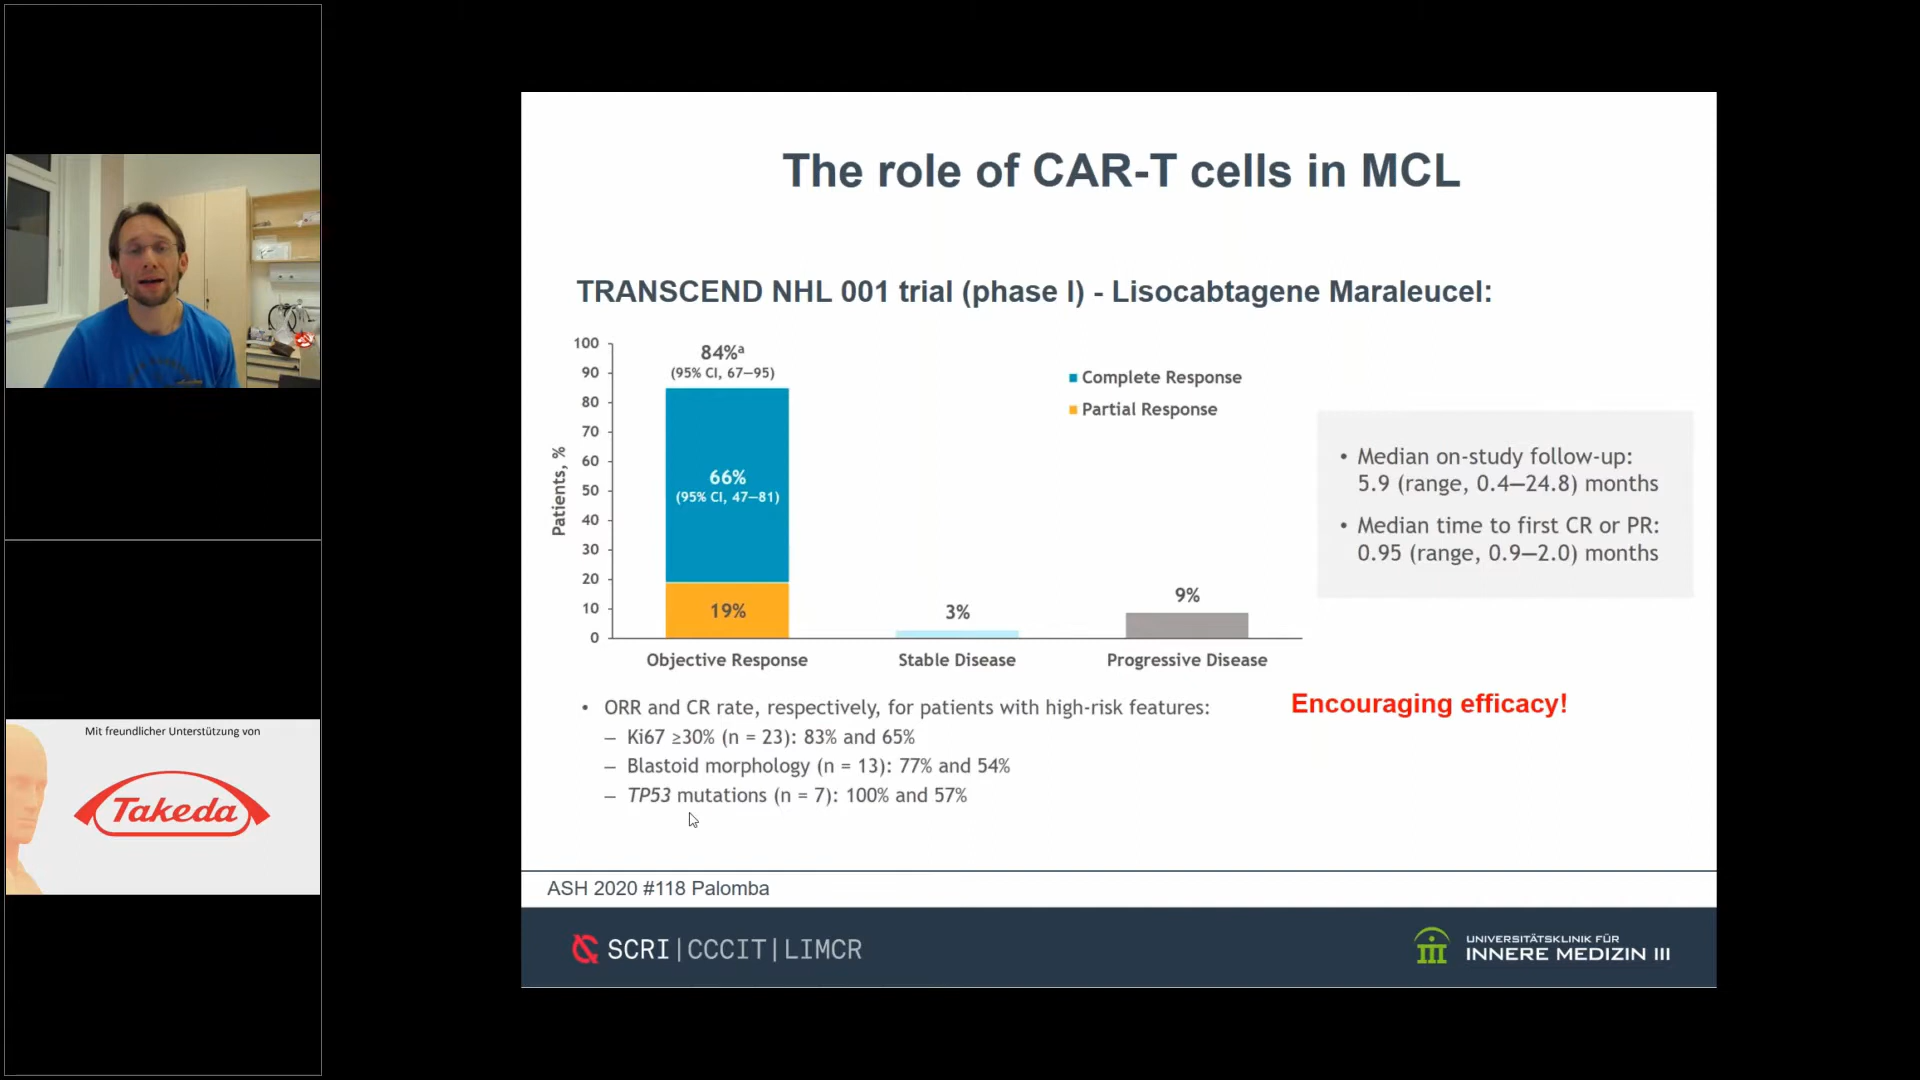 The role of CAR-T cells in MCL
TRANSCEND NHL 001 trial (phase I) - Lisocabtagene Maraleucel:
Patients, %
100
90
80
70
60
50
40
30
20
10
0
84%ᵃ
(95% CI, 67—95)
66%
(95% CI, 47—81)
19%
3%
9%
Objective Response
Stable Disease
Progressive Disease
Complete Response
Partial Response
• Median on-study follow-up:
5.9 (range, 0.4—24.8) months
• Median time to first CR or PR:
0.95 (range, 0.9—2.0) months
• ORR and CR rate, respectively, for patients with high-risk features:
– Ki67 ≥30% (n = 23): 83% and 65%
– Blastoid morphology (n = 13): 77% and 54%
– TP53 mutations (n = 7): 100% and 57%
Encouraging efficacy!
ASH 2020 #118 Palomba
SCRI|CCCIT|LIMCR
UNIVERSITÄTSKLINIK FÜR
INNERE MEDIZIN III
Mit freundlicher Unterstützung von
Takeda